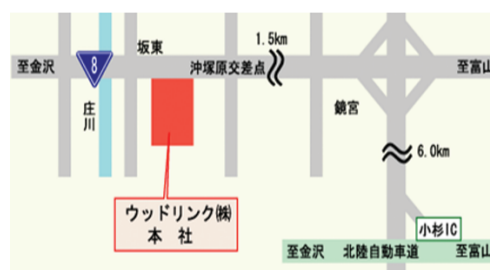 坂東
1.5km
至金沢
8
沖塚原交差点
至富山
庄川
鏡宮
6.0km
ウッドリンク㈱
本 社
小杉IC
至金沢 北陸自動車道 至富山